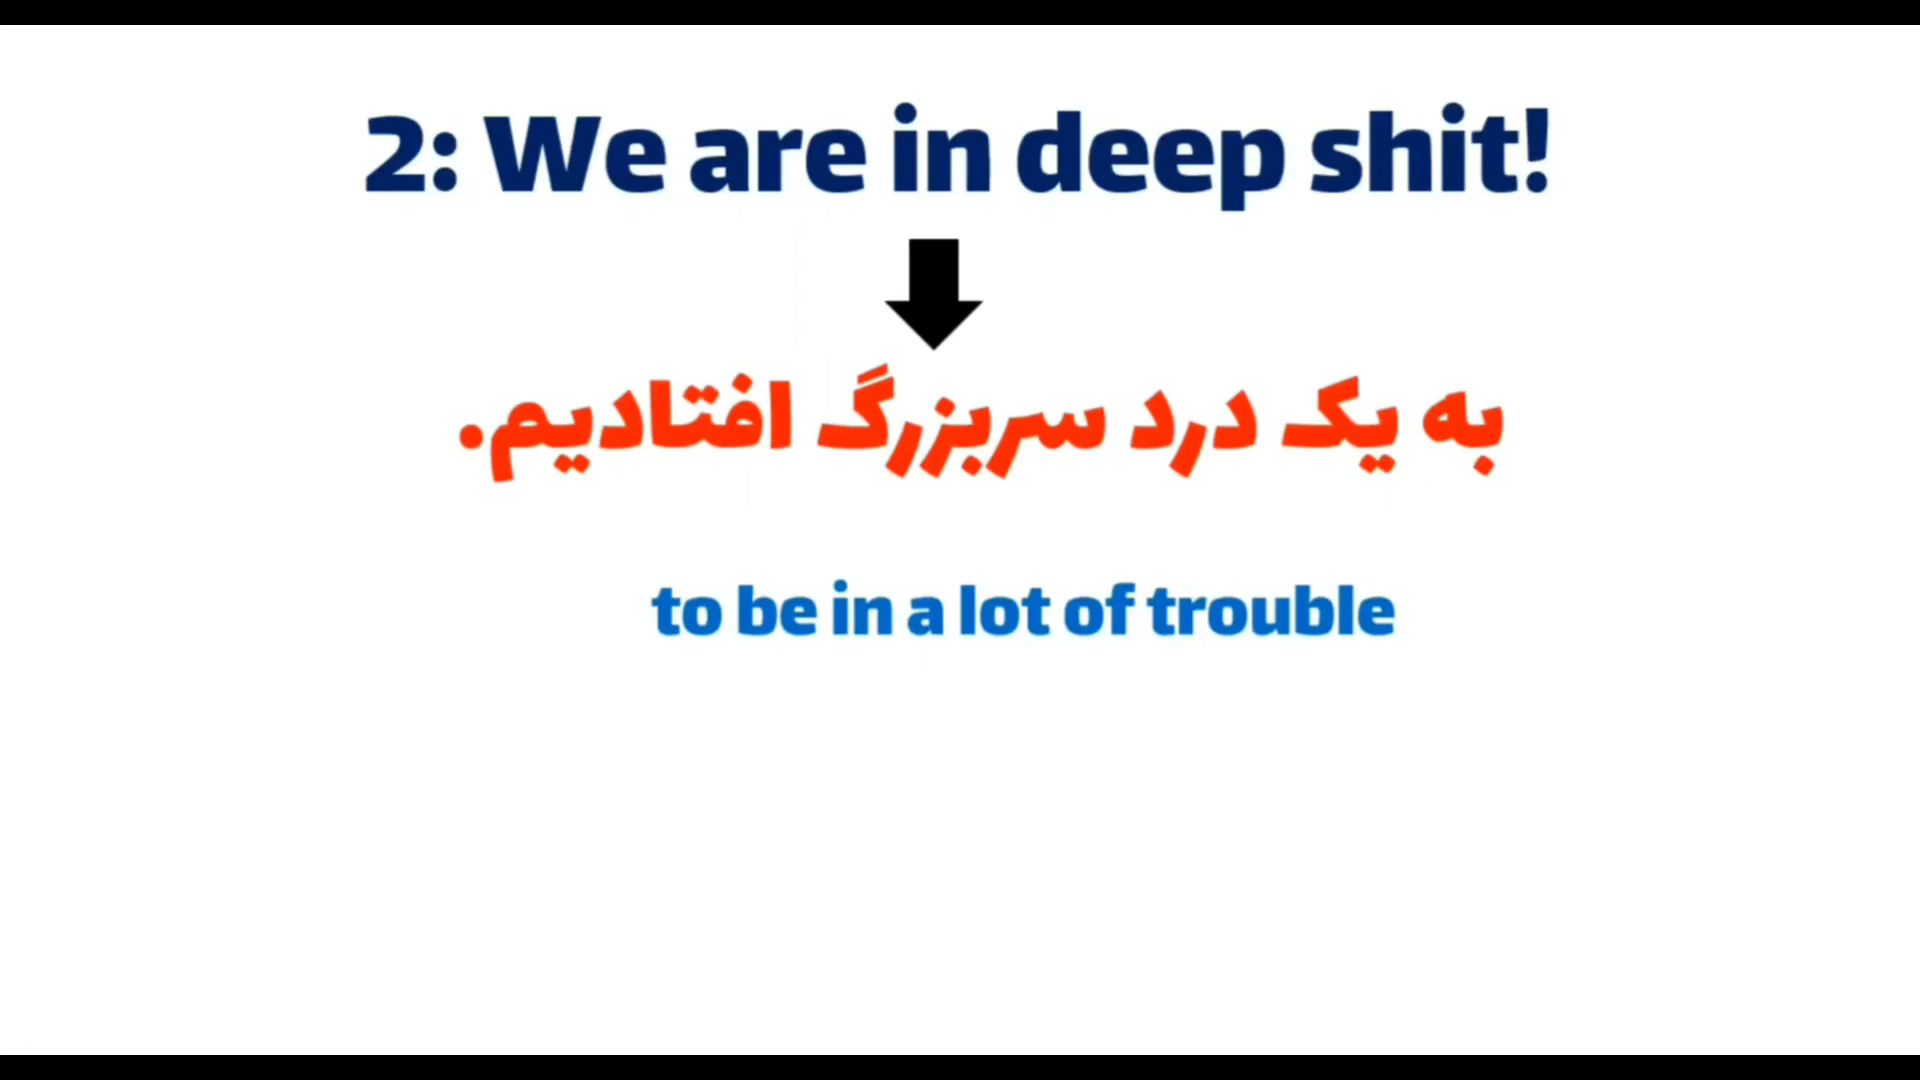 2: We are in deep shit!
به یک درد سربزرگ افتادیم.
to be in a lot of trouble